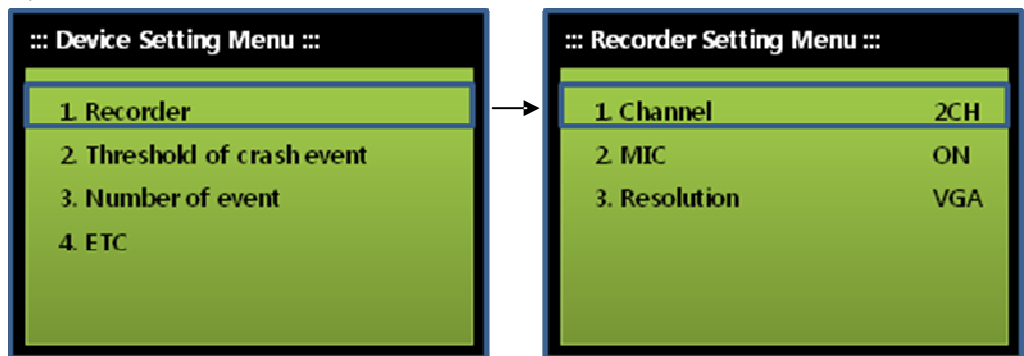 ::: Device Setting Menu :::
1. Recorder
2. Threshold of crash event
3. Number of event
4. ETC
::: Recorder Setting Menu :::
1. Channel 2CH
2. MIC ON
3. Resolution VGA